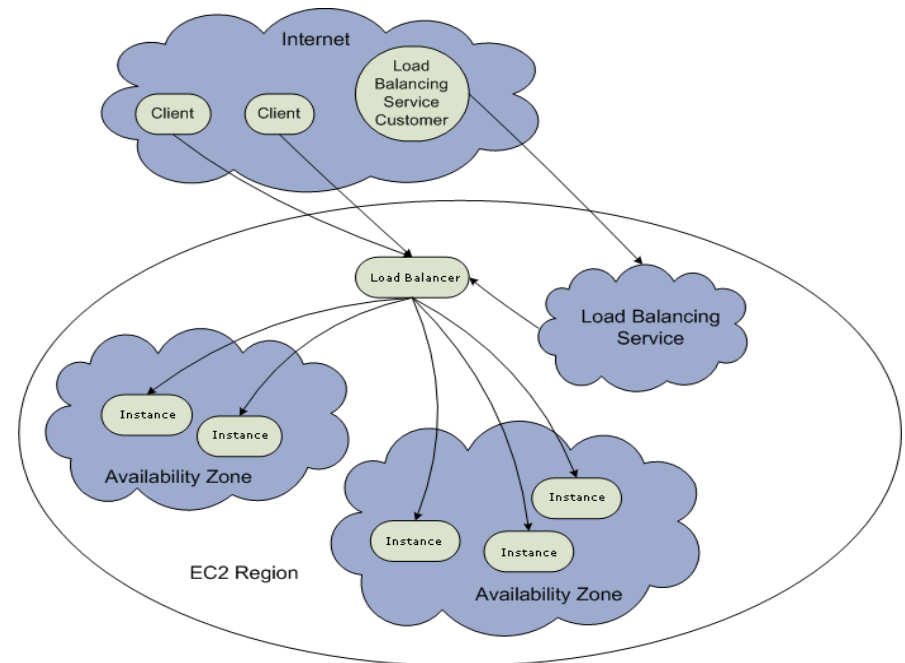 Internet
Load
Balancing
Service
Customer
Client
Client
Load Balancer
Load Balancing
Service
Instance
Instance
Availability Zone
Instance
Instance
Instance
EC2 Region
Availability Zone